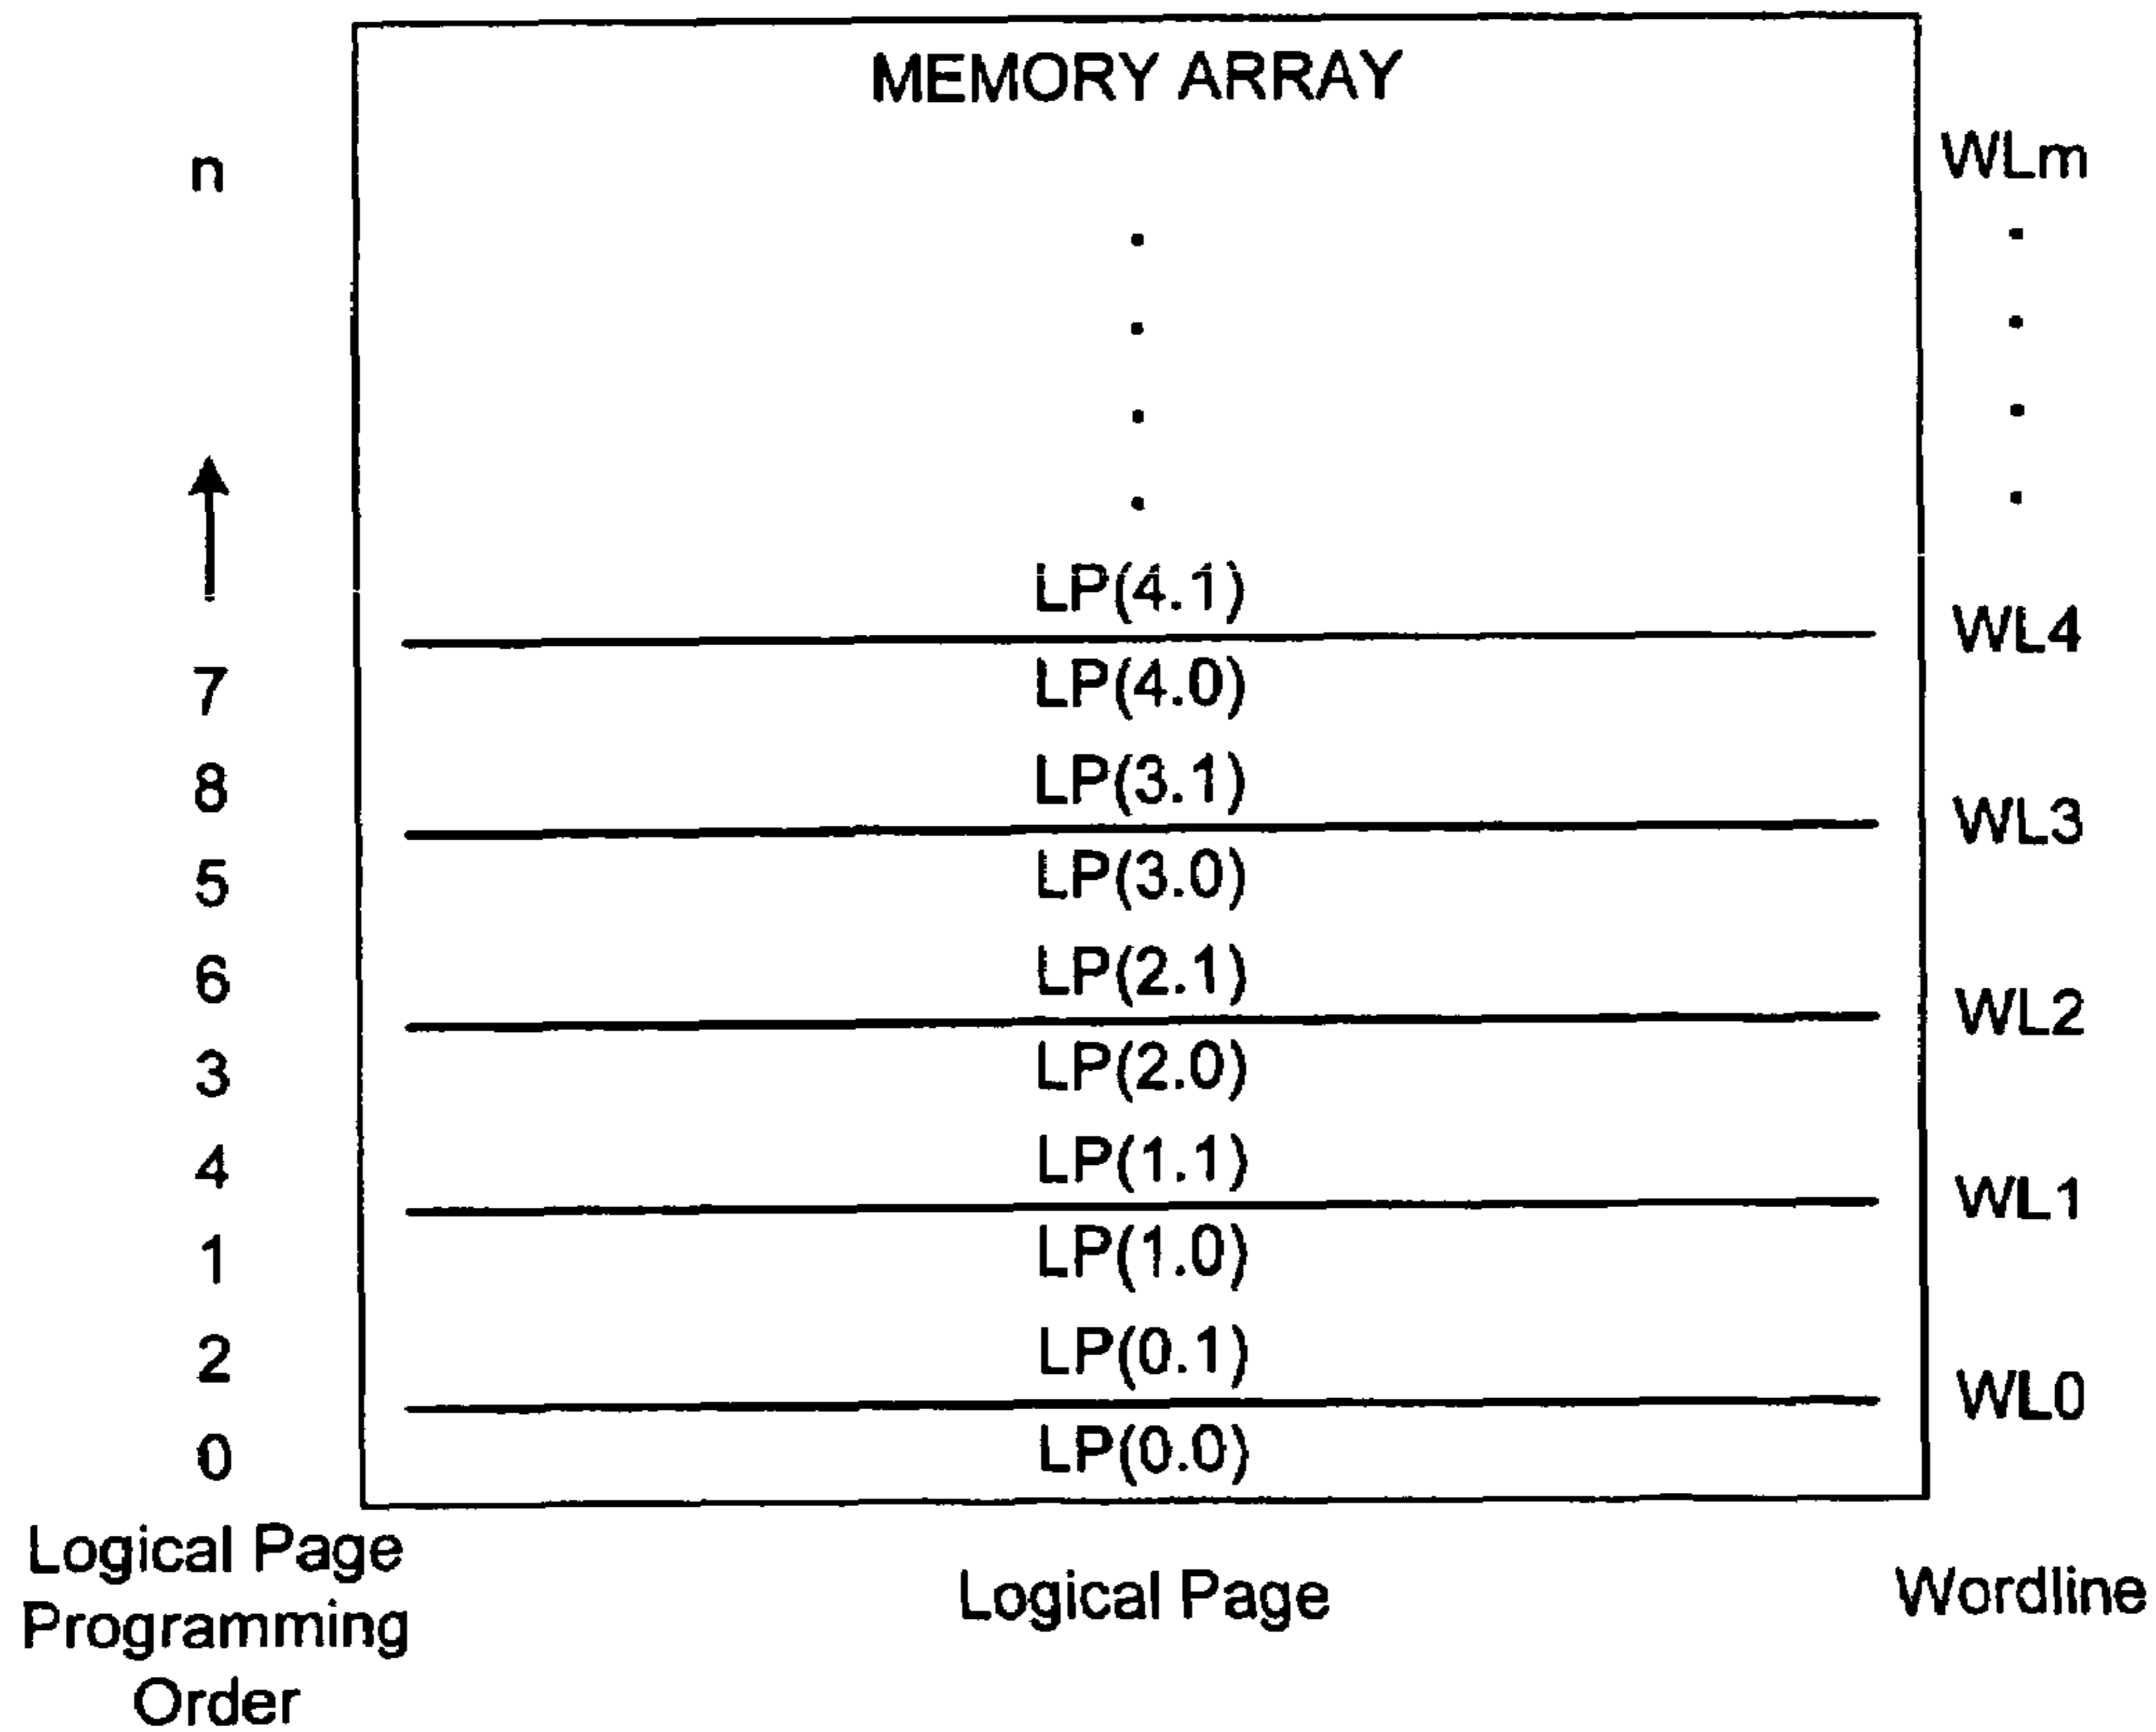 MEMORY ARRAY
n WLm
LP(4.1)
WL4
7 LP(4.0)
8 LP(3.1)
WL3
5 LP(3.0)
6 LP(2.1)
WL2
3 LP(2.0)
4 LP(1.1)
WL1
1 LP(1.0)
2 LP(0.1)
WL0
0 LP(0.0)
Logical Page
Programming
Order
Logical Page
Wordline